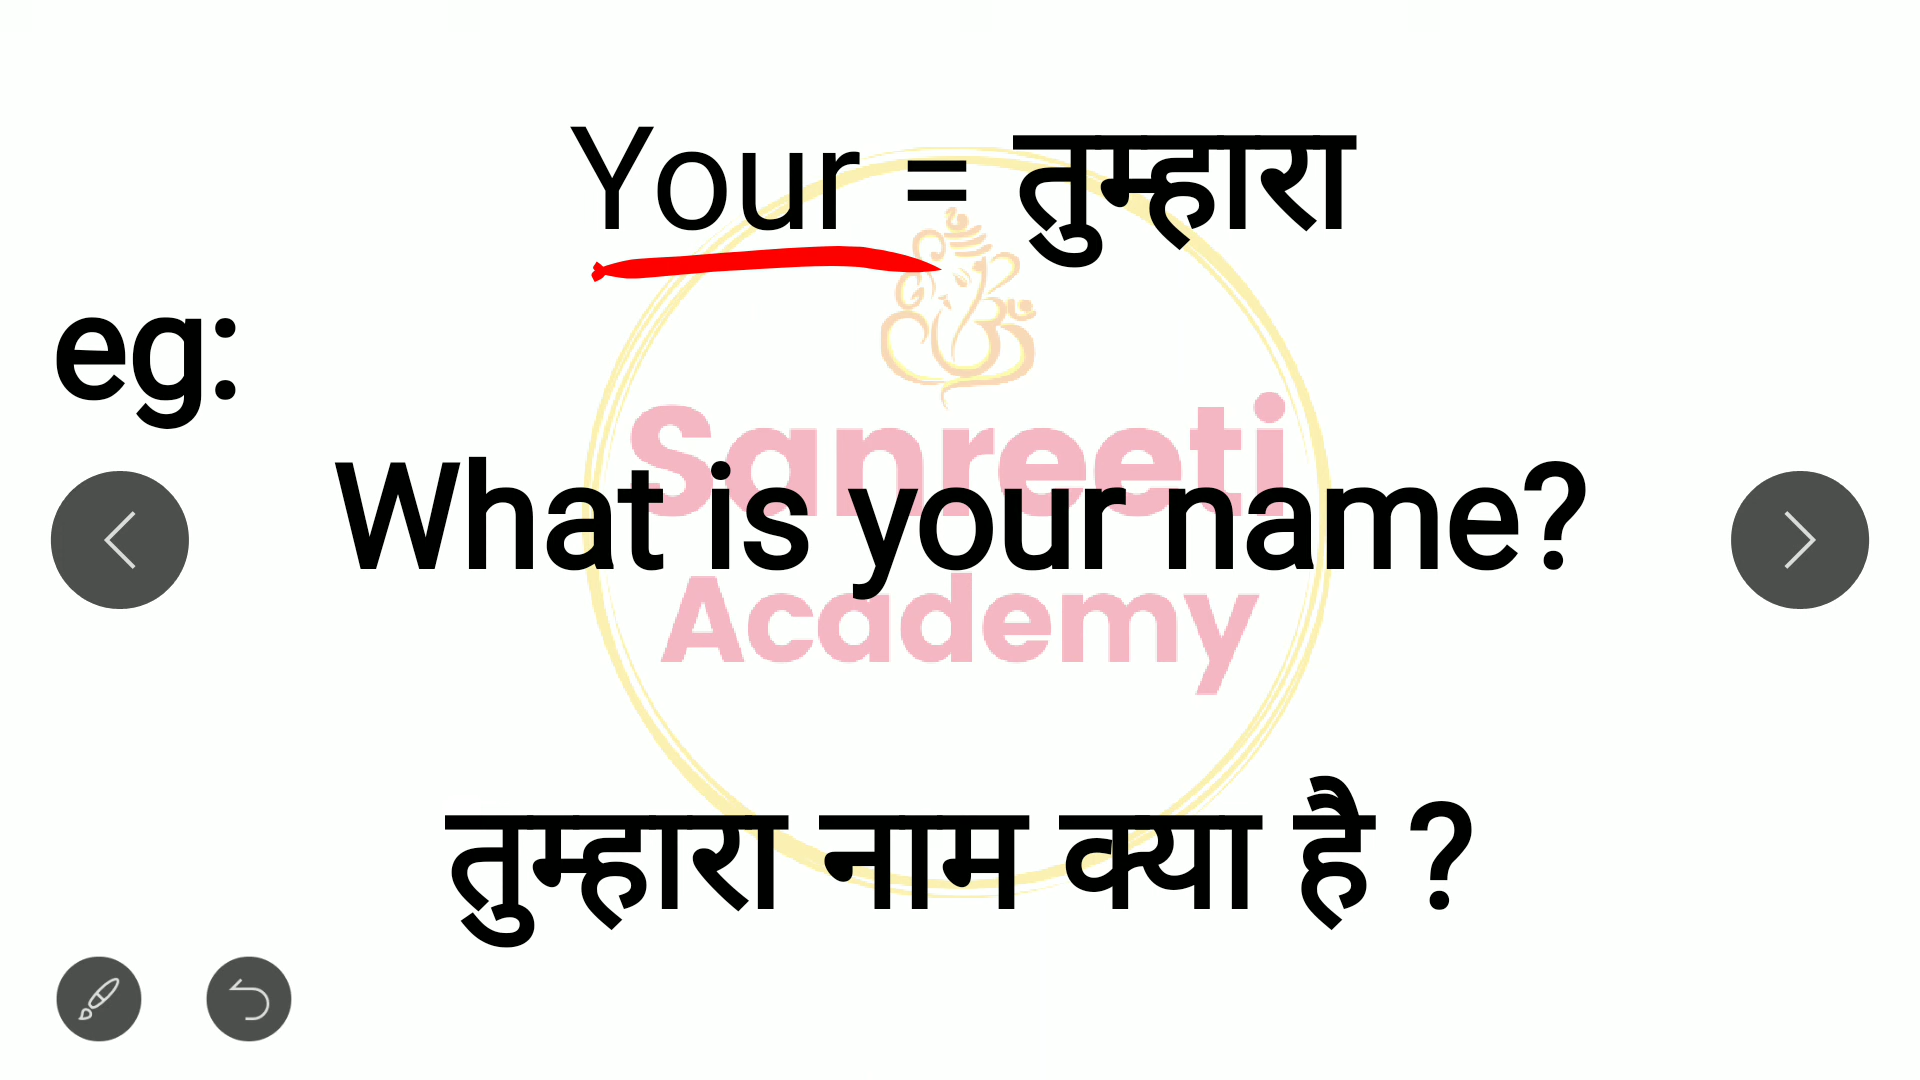 Your = तुम्हारा
eg:
Sanreeti
What is your name?
Academy
तुम्हारा नाम क्या है ?